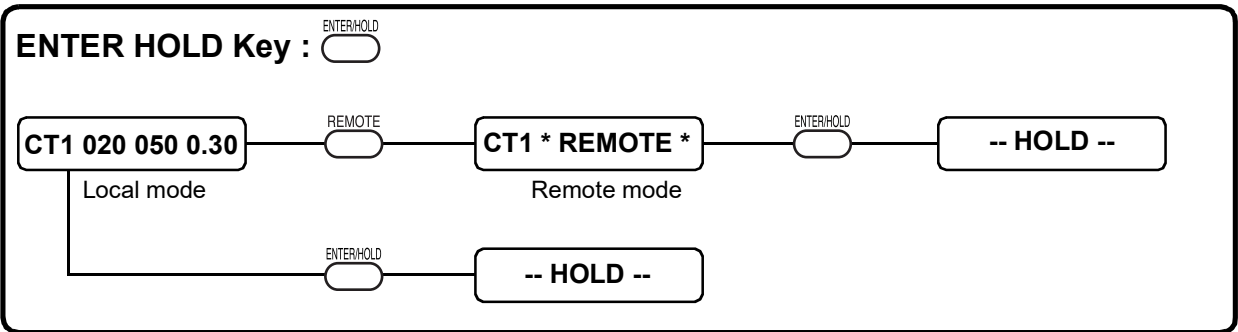 ENTER HOLD Key :
ENTER/HOLD
CT1 020 050 0.30
REMOTE
CT1 * REMOTE *
ENTER/HOLD
-- HOLD --
Local mode
Remote mode
ENTER/HOLD
-- HOLD --